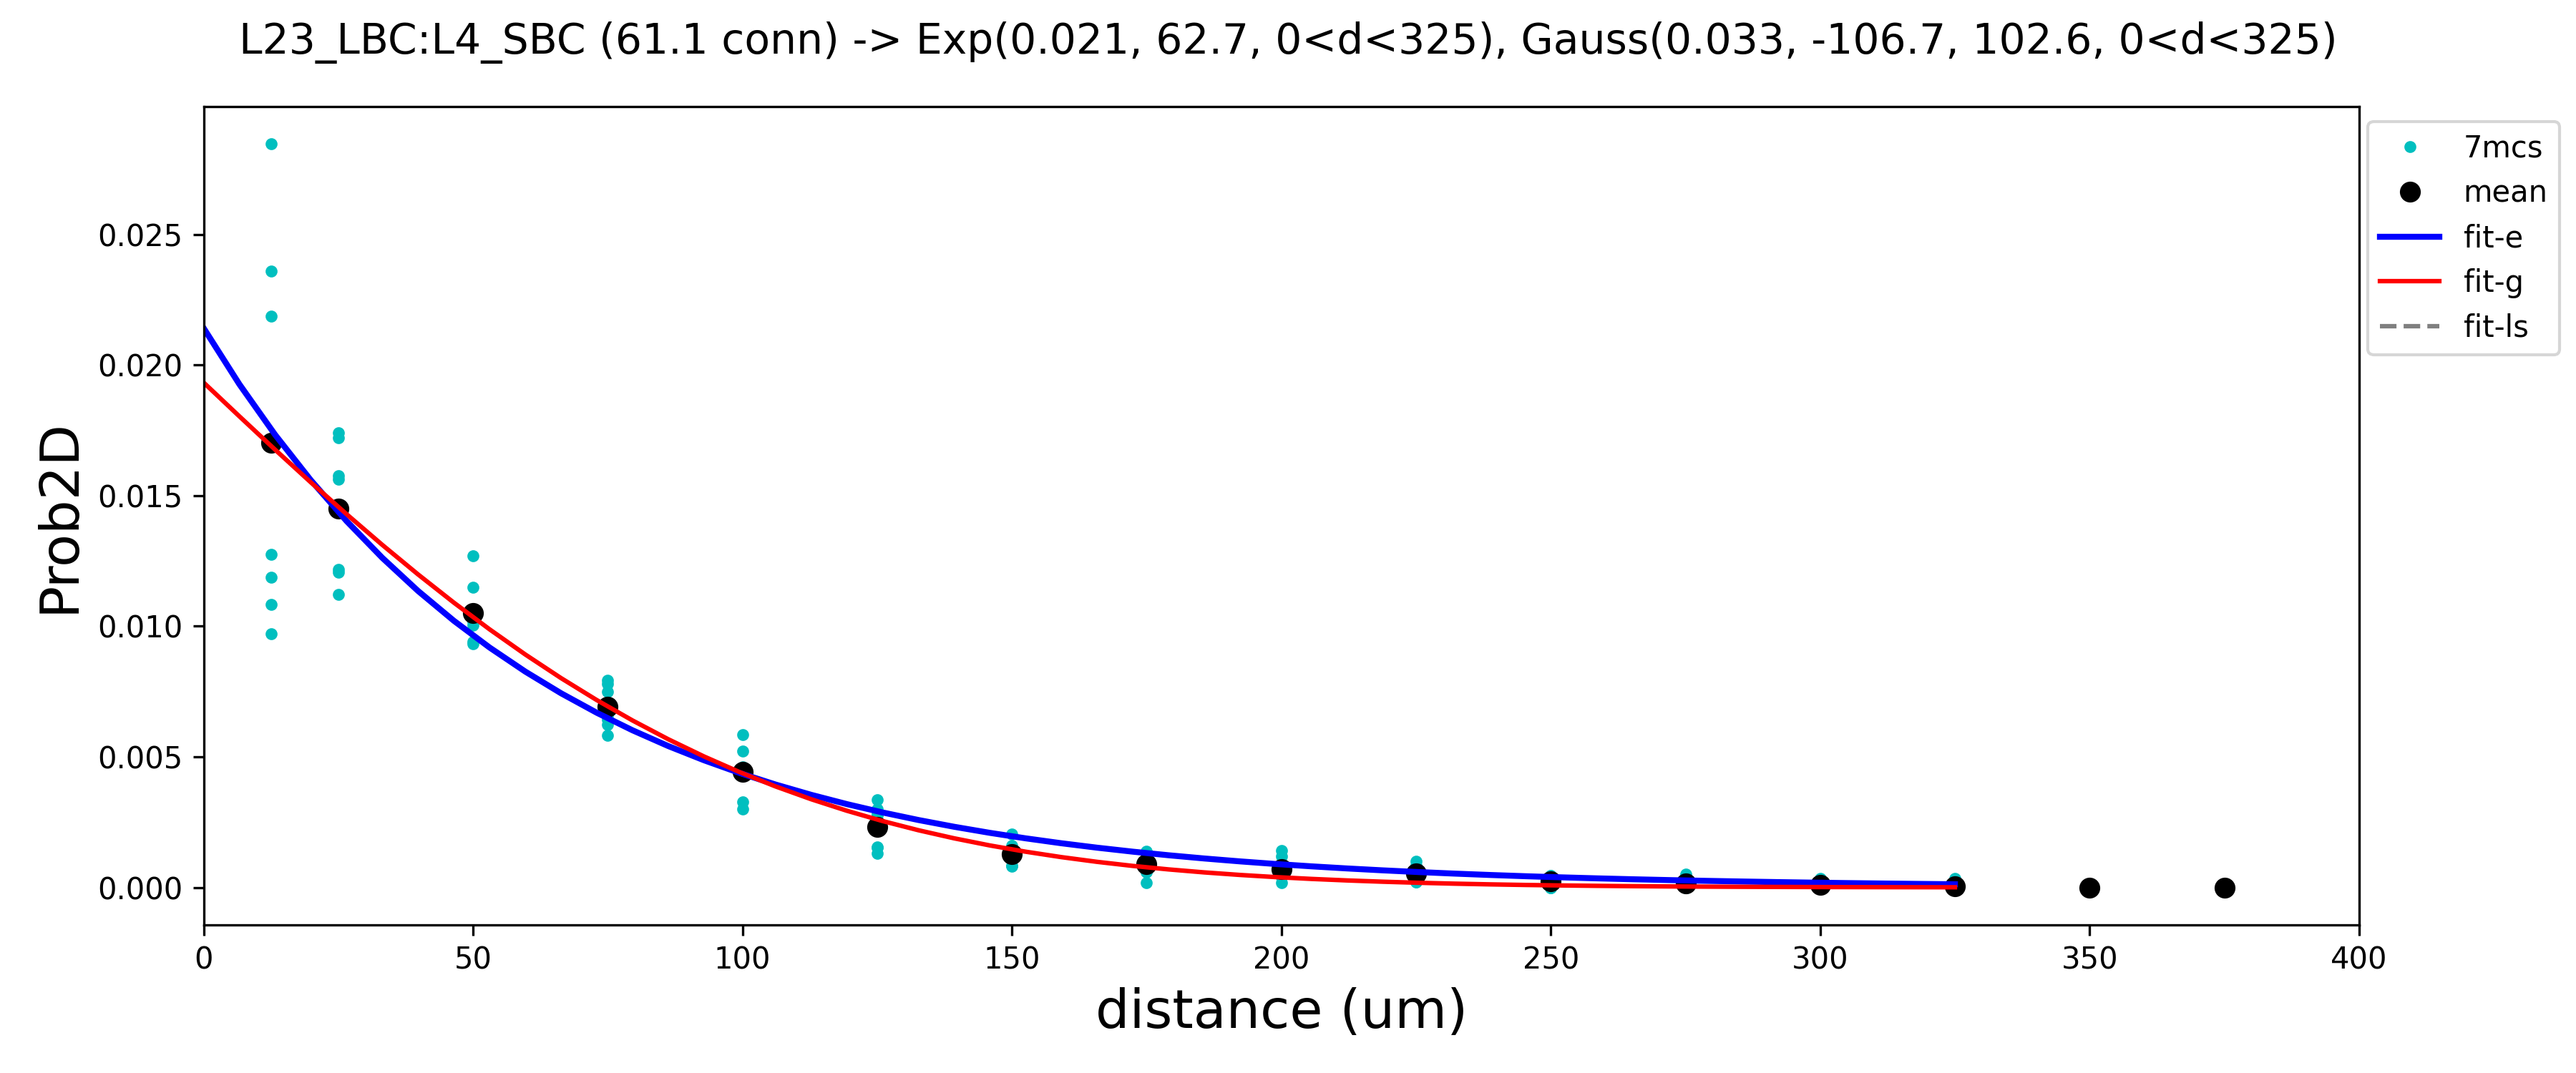 L23_LBC:L4_SBC (61.1 conn) -> Exp(0.021, 62.7, 0<d<325), Gauss(0.033, -106.7, 102.6, 0<d<325)
7mcs
mean
fit-e
fit-g
fit-ls
Prob2D
0.025
0.020
0.015
0.010
0.005
0.000
0 50 100 150 200 250 300 350 400
distance (um)